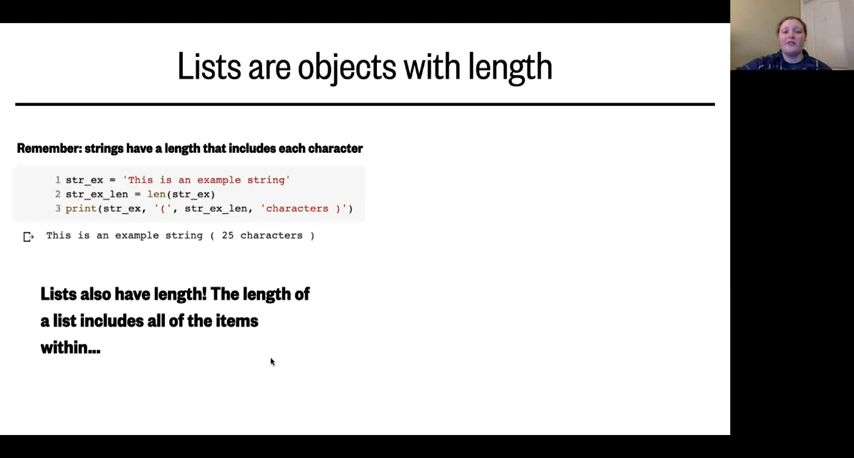 Lists are objects with length
Remember: strings have a length that includes each character
1 str_ex = 'This is an example string'
2 str_ex_len = len(str_ex)
3 print(str_ex, '(', str_ex_len, 'characters )')
This is an example string ( 25 characters )
Lists also have length! The length of
a list includes all of the items
within...